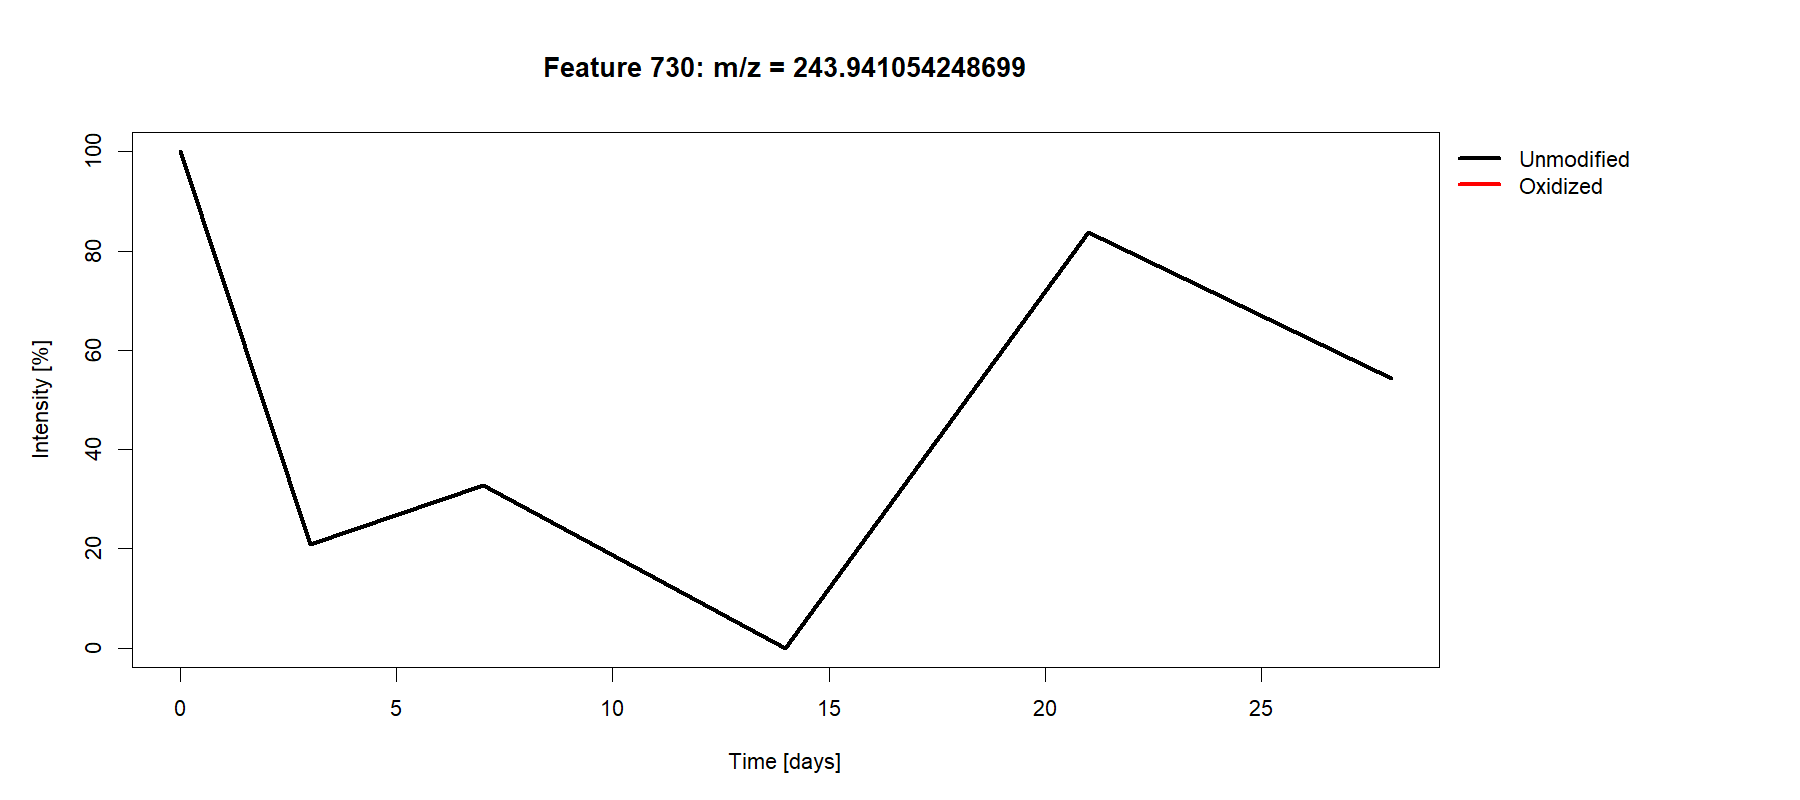 Feature 730: m/z = 243.941054248699
Unmodified
Oxidized
Intensity [%]
100
80
60
40
20
0
0 5 10 15 20 25
Time [days]